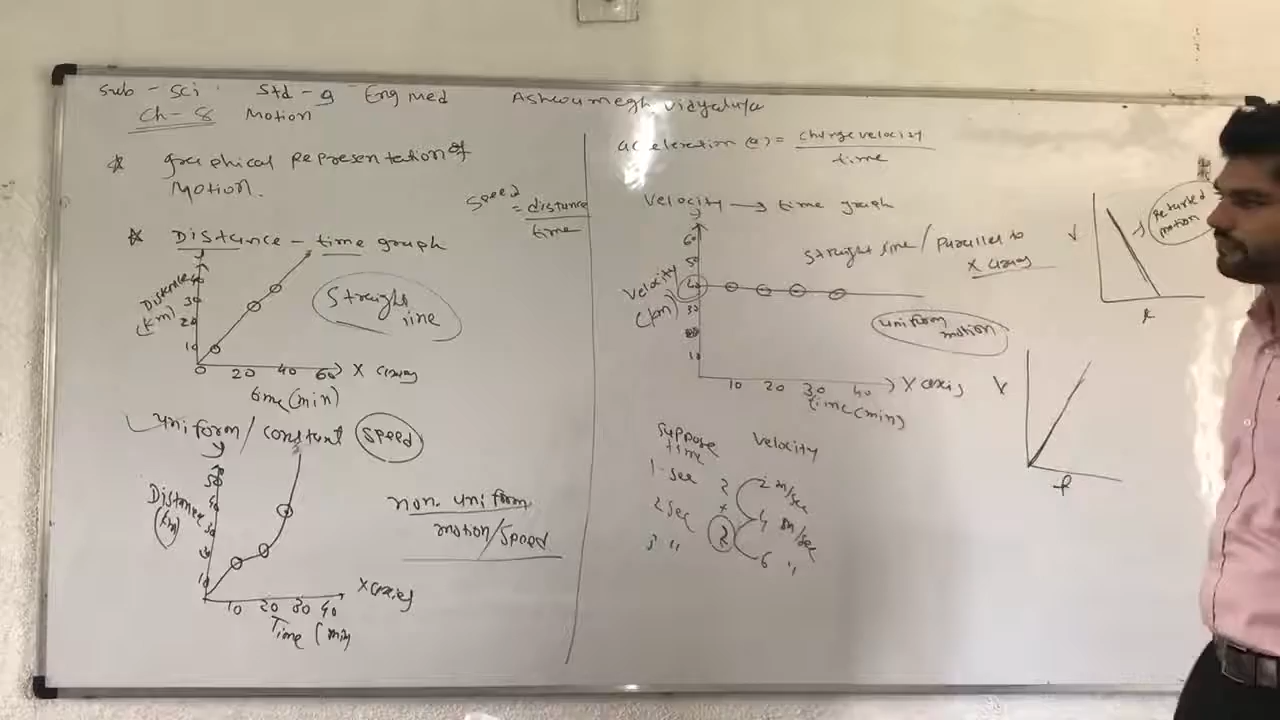 Sub - Sci Std - 9 Eng Med Ashwamegh Vidyalaya
Ch - 8 Motion
graphical Representation of
Motion.
Speed
= distance
time
Distance - time graph
y
Distance
(km)
40
30
20
10
0 20 40 60 X axis
time (min)
Straight
line
uniform / constant speed
y
Distance
(km)
50
40
30
10
10 20 30 40
X axis
Time (min
non. uniform
motion/speed
acceleration (a) = change velocity
time
Velocity → time graph
y
60
50
40
30
20
10
Velocity
(km)
10 20 30 40 X axis
time (min)
Straight line / Parallel to
X axis
uniform
motion
Suppose
time
Velocity
1 - sec 2 2 m/sec
2 sec + 4 m/sec
3 " 2 6 "
V
t
Retarded
motion
V
t